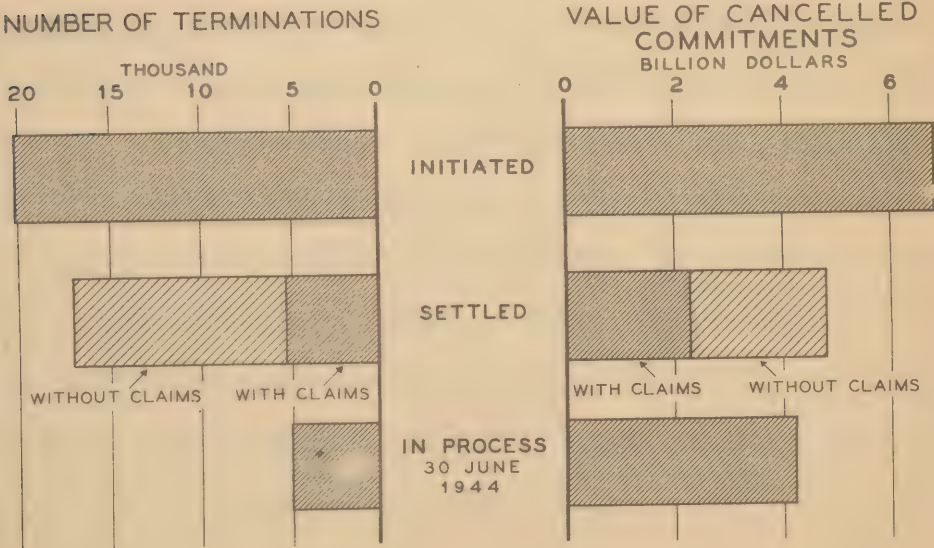 NUMBER OF TERMINATIONS
THOUSAND
20 15 10 5 0
VALUE OF CANCELLED
COMMITMENTS
BILLION DOLLARS
0 2 4 6
INITIATED
SETTLED
WITHOUT CLAIMS WITH CLAIMS
WITH CLAIMS WITHOUT CLAIMS
IN PROCESS
30 JUNE
1944